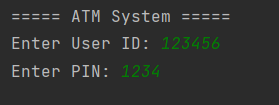 ===== ATM System =====
Enter User ID: 123456
Enter PIN: 1234